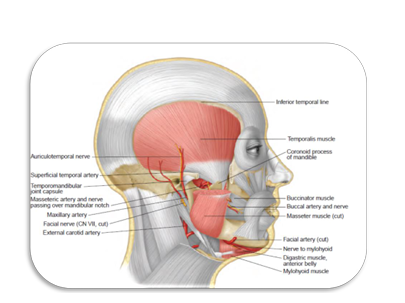 Inferior temporal line
Temporalis muscle
Coronoid process
of mandible
Auriculotemporal nerve
Superficial temporal artery
Temporomandibular
joint capsule
Masseteric artery and nerve
passing over mandibular notch
Maxillary artery
Facial nerve (CN VII, cut)
External carotid artery
Buccinator muscle
Buccal artery and nerve
Masseter muscle (cut)
Facial artery (cut)
Nerve to mylohyoid
Digastric muscle,
anterior belly
Mylohyoid muscle